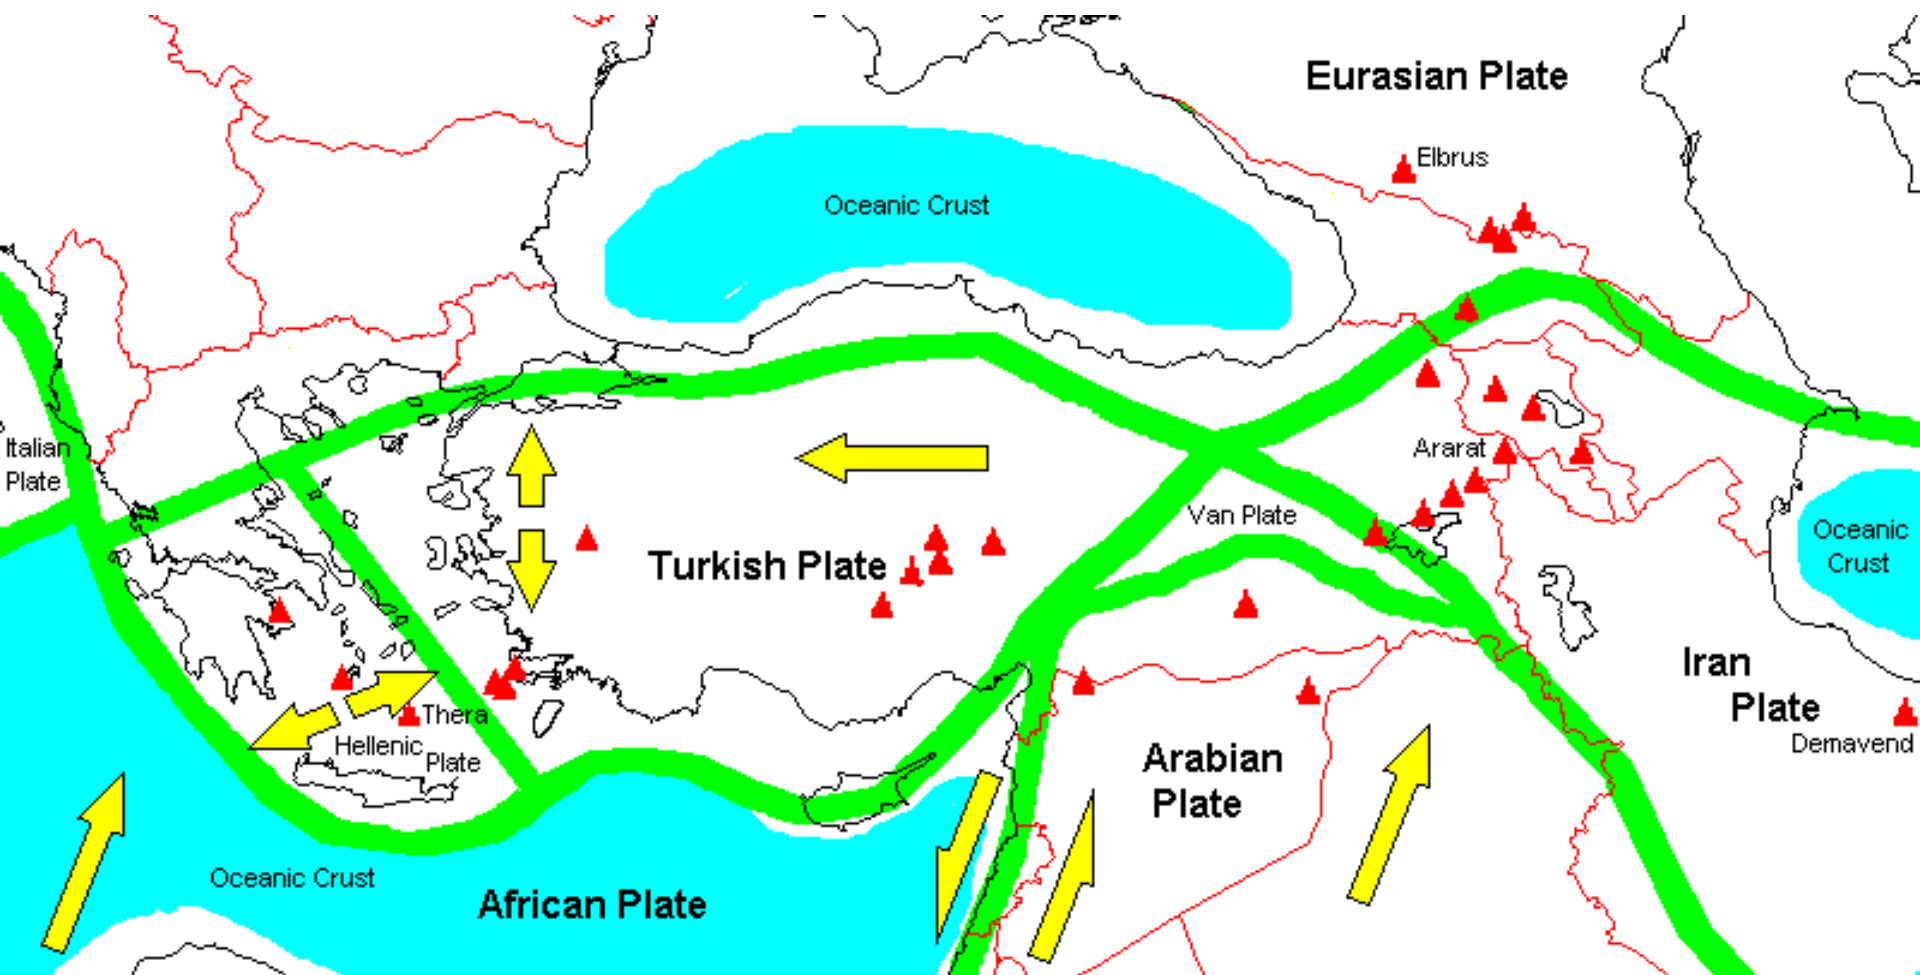 Eurasian Plate
Elbrus
Oceanic Crust
Italian
Plate
Ararat
Van Plate
Oceanic
Crust
Turkish Plate
Iran
Plate
Thera
Hellenic
Plate
Demavend
Arabian
Plate
Oceanic Crust
African Plate